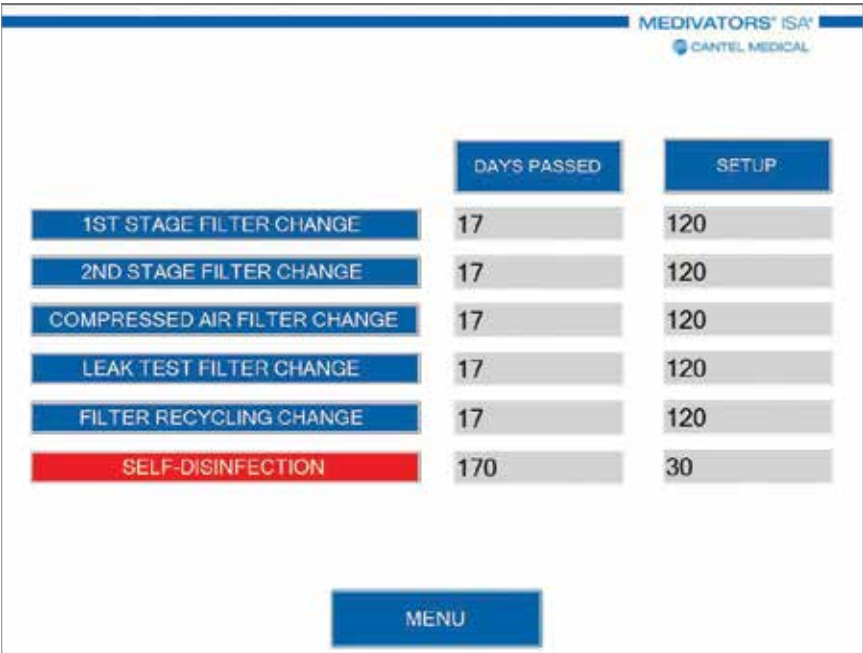 MEDIVATORS® ISA®
CANTEL MEDICAL
DAYS PASSED SETUP
1ST STAGE FILTER CHANGE 17 120
2ND STAGE FILTER CHANGE 17 120
COMPRESSED AIR FILTER CHANGE 17 120
LEAK TEST FILTER CHANGE 17 120
FILTER RECYCLING CHANGE 17 120
SELF-DISINFECTION 170 30
MENU